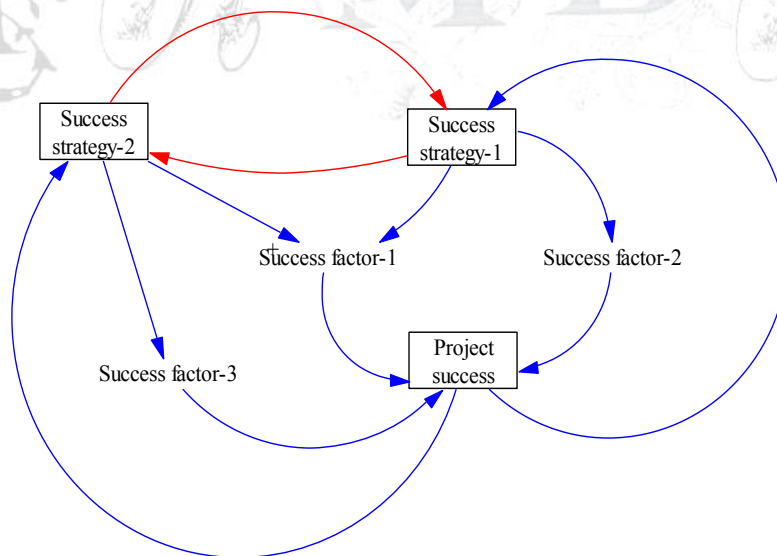 Success
strategy-2
Success
strategy-1
+
Success factor-1
Success factor-2
Project
success
Success factor-3